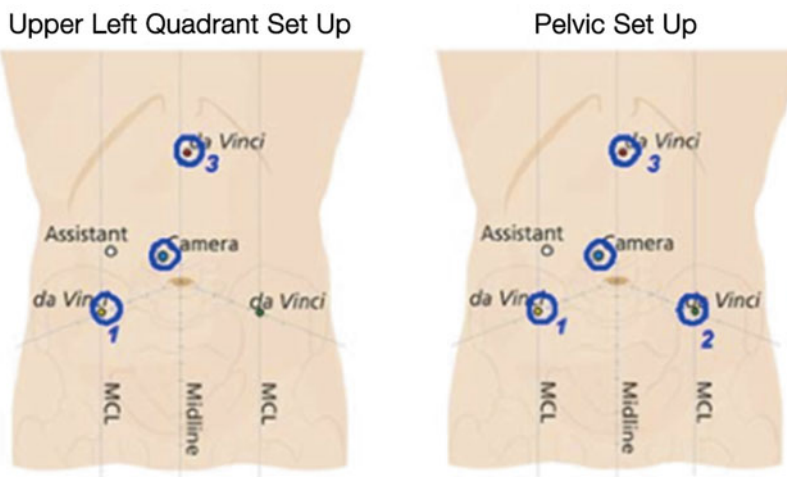 Upper Left Quadrant Set Up
da Vinci
3
Assistant
Camera
da Vinci
da Vinci
1
MCL
Midline
MCL
Pelvic Set Up
da Vinci
3
Assistant
Camera
da Vinci
da Vinci
1
2
MCL
Midline
MCL